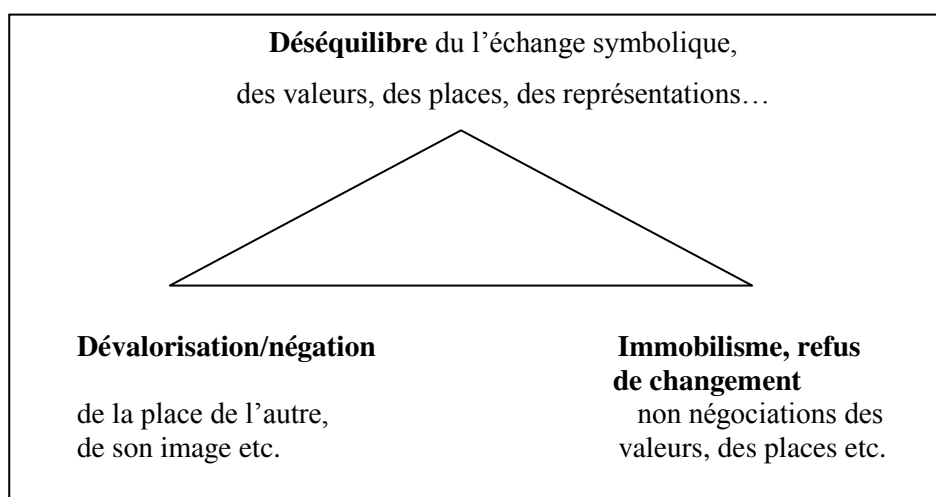 Déséquilibre du l’échange symbolique,
des valeurs, des places, des représentations…
Dévalorisation/négation
de la place de l’autre,
de son image etc.
Immobilisme, refus
de changement
non négociations des
valeurs, des places etc.